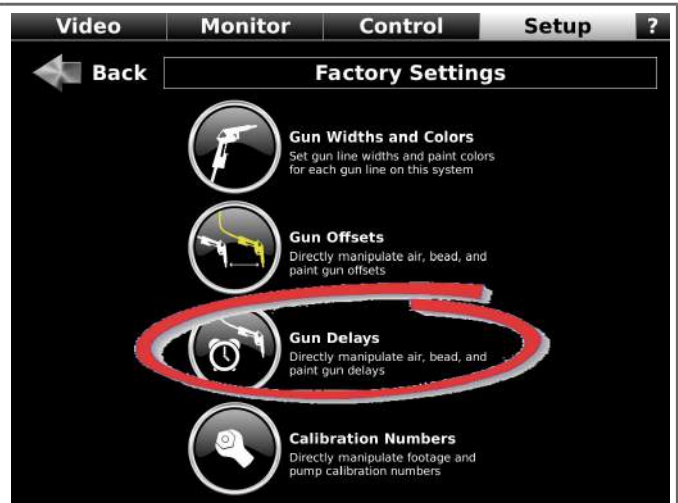 Video Monitor Control Setup ?
Back Factory Settings
Gun Widths and Colors
Set gun line widths and paint colors
for each gun line on this system
Gun Offsets
Directly manipulate air, bead, and
paint gun offsets
Gun Delays
Directly manipulate air, bead, and
paint gun delays
Calibration Numbers
Directly manipulate footage and
pump calibration numbers